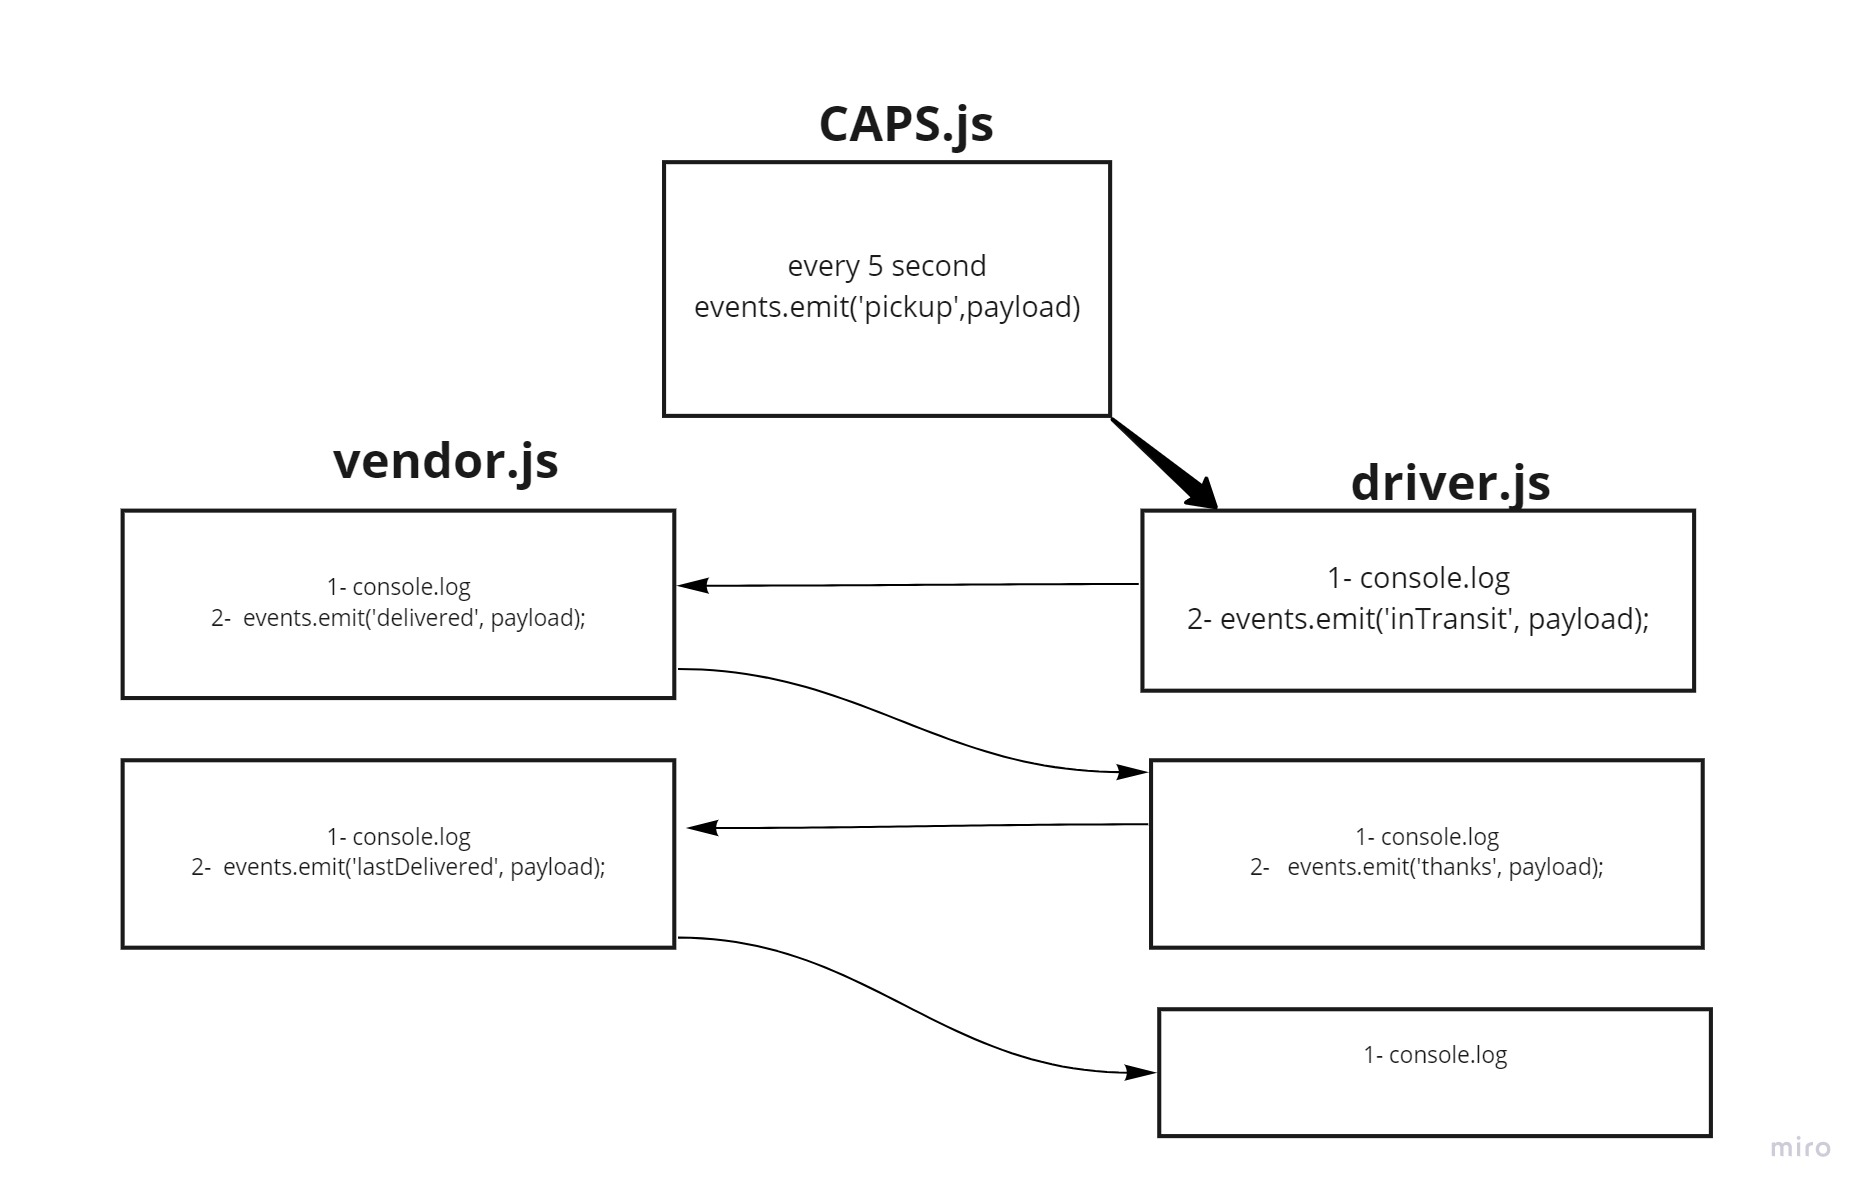 CAPS.js
every 5 second
events.emit('pickup',payload)
vendor.js
driver.js
1- console.log
2-  events.emit('delivered', payload);
1- console.log
2- events.emit('inTransit', payload);
1- console.log
2-  events.emit('lastDelivered', payload);
1- console.log
2-   events.emit('thanks', payload);
1- console.log
miro